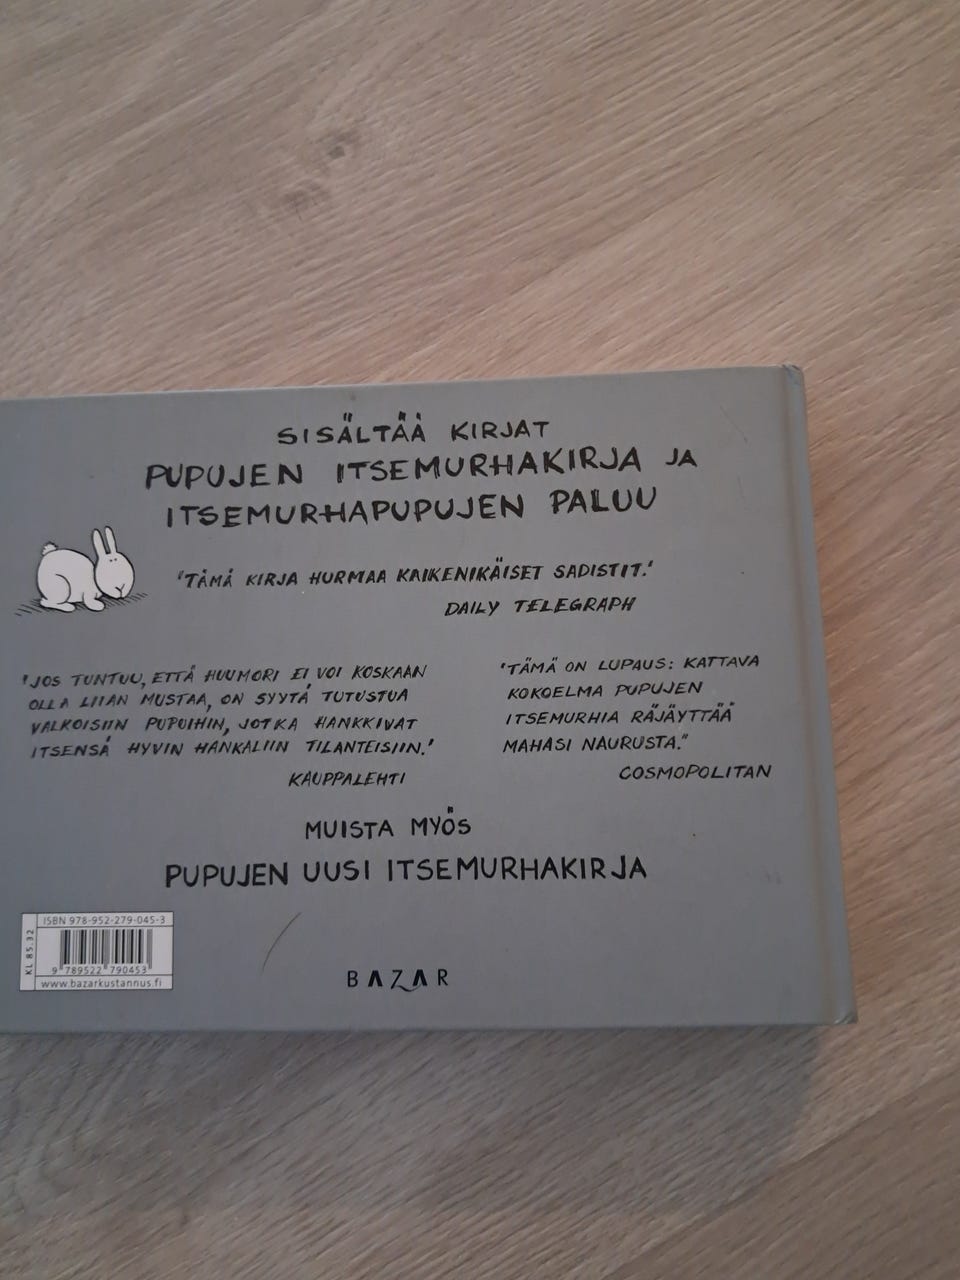 SISÄLTÄÄ KIRJAT
PUPUJEN ITSEMURHAKIRJA JA
ITSEMURHAPUPUJEN PALUU
'TÄMÄ KIRJA HURMAA KAIKENIKÄISET SADISTIT.'
DAILY TELEGRAPH
'JOS TUNTUU, ETTÄ HUUMORI EI VOI KOSKAAN
OLLA LIIAN MUSTAA, ON SYYTÄ TUTUSTUA
VALKOISIIN PUPUIHIN, JOTKA HANKKIVAT
ITSENSÄ HYVIN HANKALIIN TILANTEISIIN.'
KAUPPALEHTI
'TÄMÄ ON LUPAUS: KATTAVA
KOKOELMA PUPUJEN
ITSEMURHIA RÄJÄYTTÄÄ
MAHASI NAURUSTA."
COSMOPOLITAN
MUISTA MYÖS
PUPUJEN UUSI ITSEMURHAKIRJA
KL 85.32
ISBN 978-952-279-045-3
9 789522 790453
www.bazarkustannus.fi
BAZAR